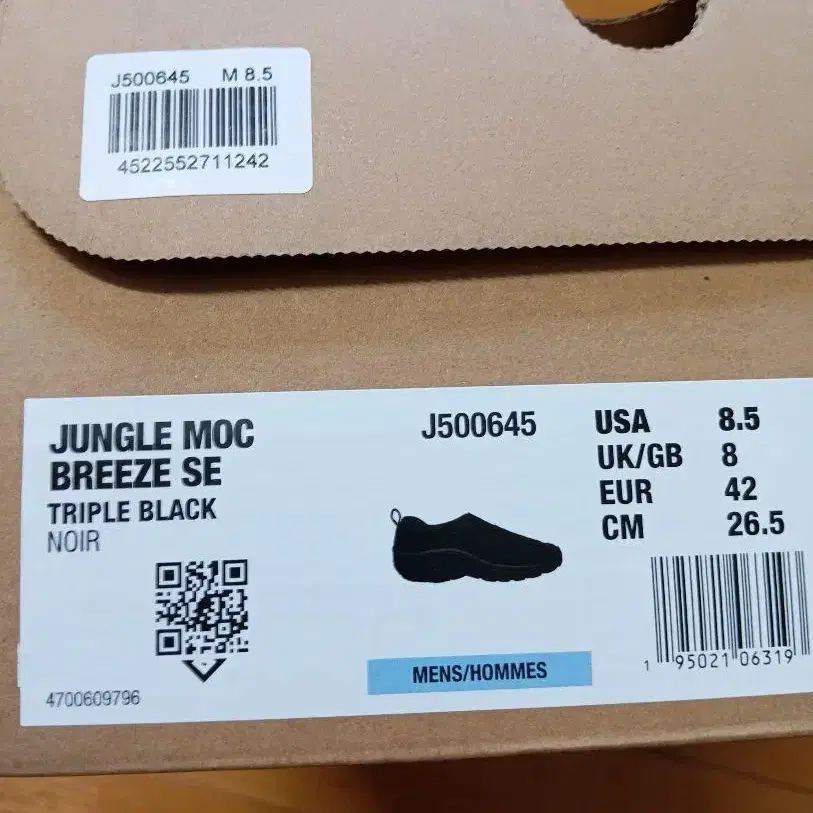 J500645 M 8.5
4522552711242
JUNGLE MOC
BREEZE SE
TRIPLE BLACK
NOIR
4700609796
J500645
MENS/HOMMES
USA 8.5
UK/GB 8
EUR 42
CM 26.5
1 95021 06319